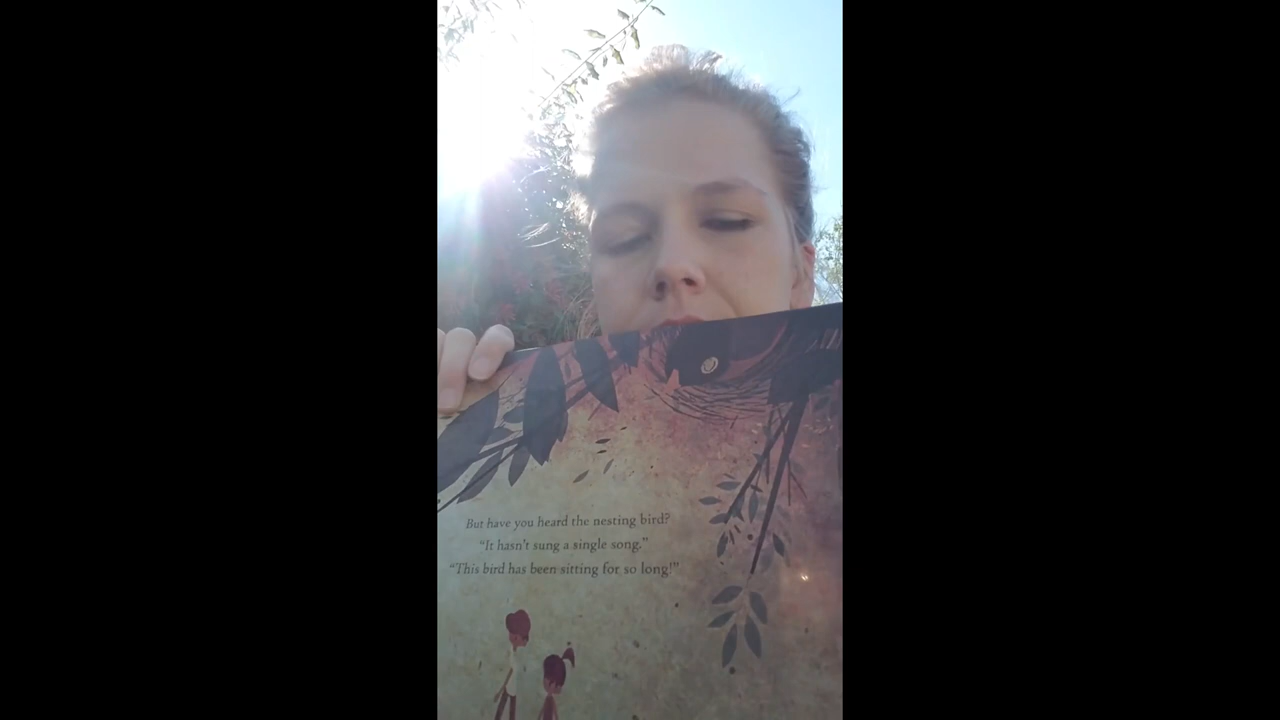 But have you heard the nesting bird?
“It hasn’t sung a single song.”
“This bird has been sitting for so long!”